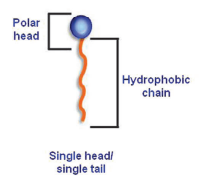 Polar
head
Hydrophobic
chain
Single head/
single tail